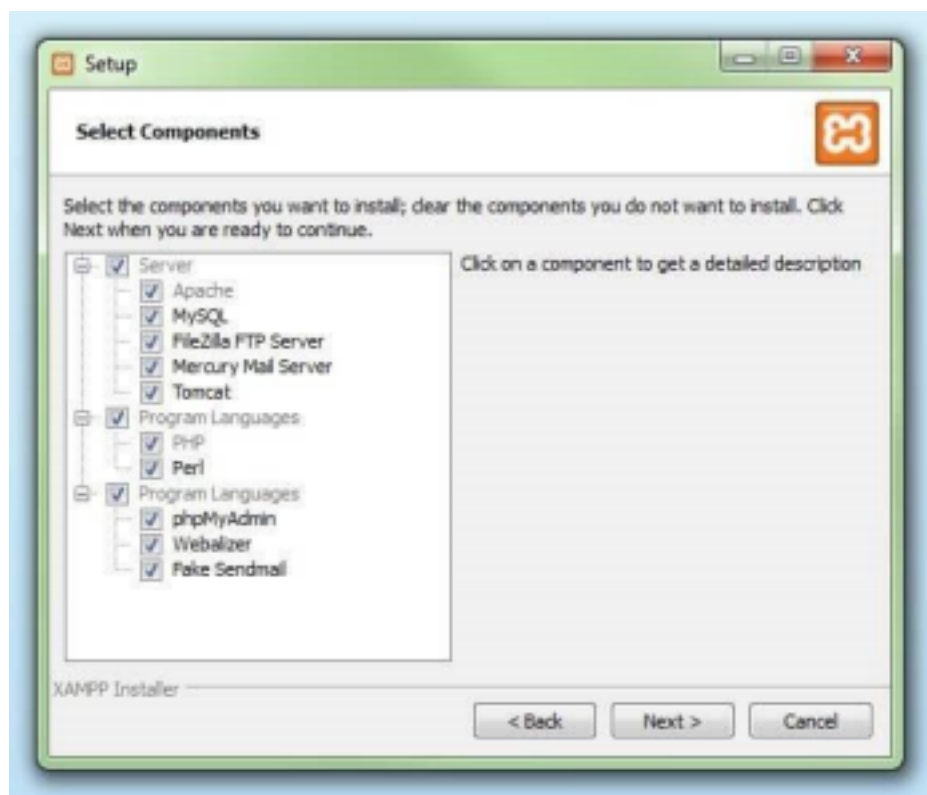 Setup
Select Components
Select the components you want to install; clear the components you do not want to install. Click
Next when you are ready to continue.
Server
Apache
MySQL
FileZilla FTP Server
Mercury Mail Server
Tomcat
Program Languages
PHP
Perl
Program Languages
phpMyAdmin
Webalizer
Fake Sendmail
Click on a component to get a detailed description
XAMPP Installer
< Back
Next >
Cancel